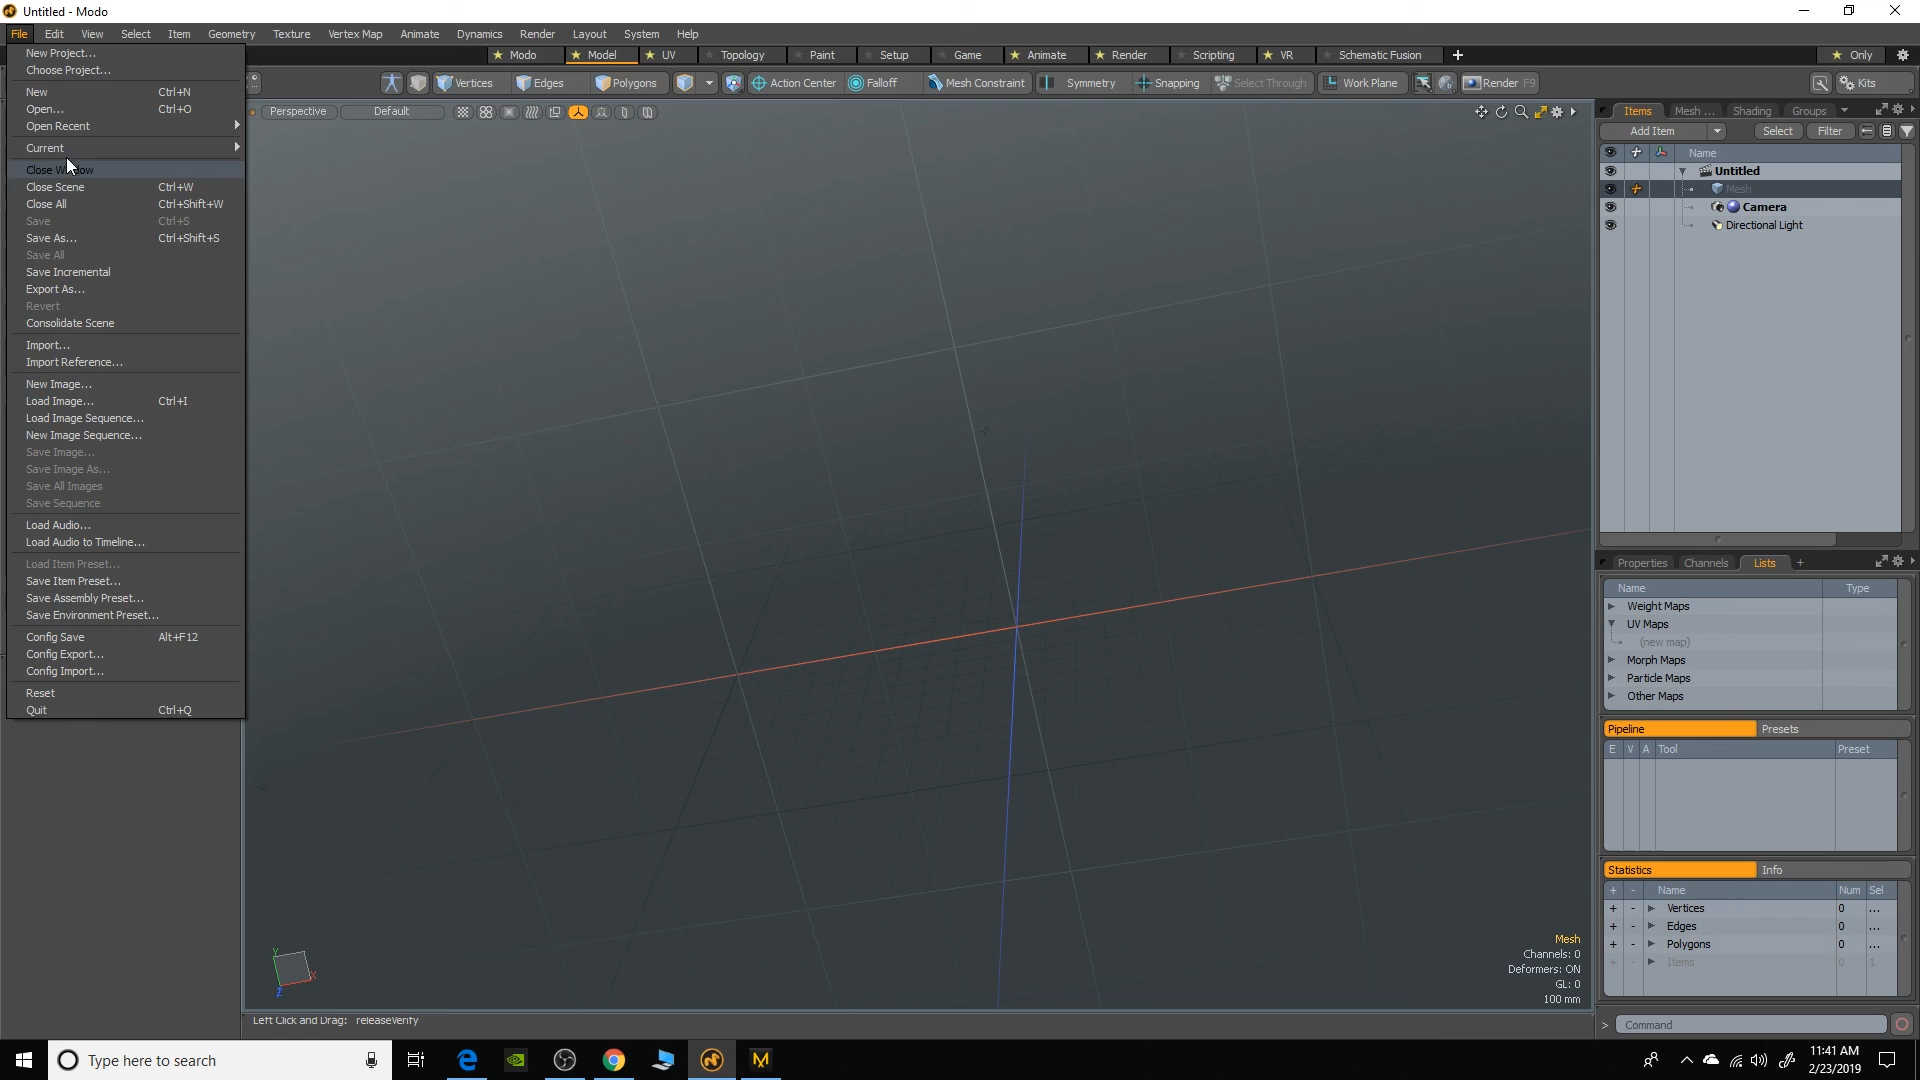 Untitled - Modo
File Edit View Select Item Geometry Texture Vertex Map Animate Dynamics Render Layout System Help
Modo Model UV Topology Paint Setup Game Animate Render Scripting VR Schematic Fusion + Only
Vertices Edges Polygons Action Center Falloff Mesh Constraint Symmetry Snapping Select Through Work Plane Render F9 Kits
New Project...
Choose Project...
New Ctrl+N
Open... Ctrl+O
Open Recent
Current
Close Window
Close Scene Ctrl+W
Close All Ctrl+Shift+W
Save Ctrl+S
Save As... Ctrl+Shift+S
Save All
Save Incremental
Export As...
Revert
Consolidate Scene
Import...
Import Reference...
New Image...
Load Image... Ctrl+I
Load Image Sequence...
New Image Sequence...
Save Image...
Save Image As...
Save All Images
Save Sequence
Load Audio...
Load Audio to Timeline...
Load Item Preset...
Save Item Preset...
Save Assembly Preset...
Save Environment Preset...
Config Save Alt+F12
Config Export...
Config Import...
Reset
Quit Ctrl+Q
Perspective Default
-Z
-X
Y
X
Z
Mesh
Channels: 0
Deformers: ON
GL: 0
100 mm
Left Click and Drag: releaseVerify
Items Mesh ... Shading Groups
Add Item Select Filter
Name
Untitled
Mesh
Camera
Directional Light
Properties Channels Lists +
Name Type
Weight Maps
UV Maps
(new map)
Morph Maps
Particle Maps
Other Maps
Pipeline Presets
E V A Tool Preset
Statistics Info
+ - Name Num Sel
+ - Vertices 0 ...
+ - Edges 0 ...
+ - Polygons 0 ...
+ - Items 0 1
> Command
Type here to search
11:41 AM
2/23/2019